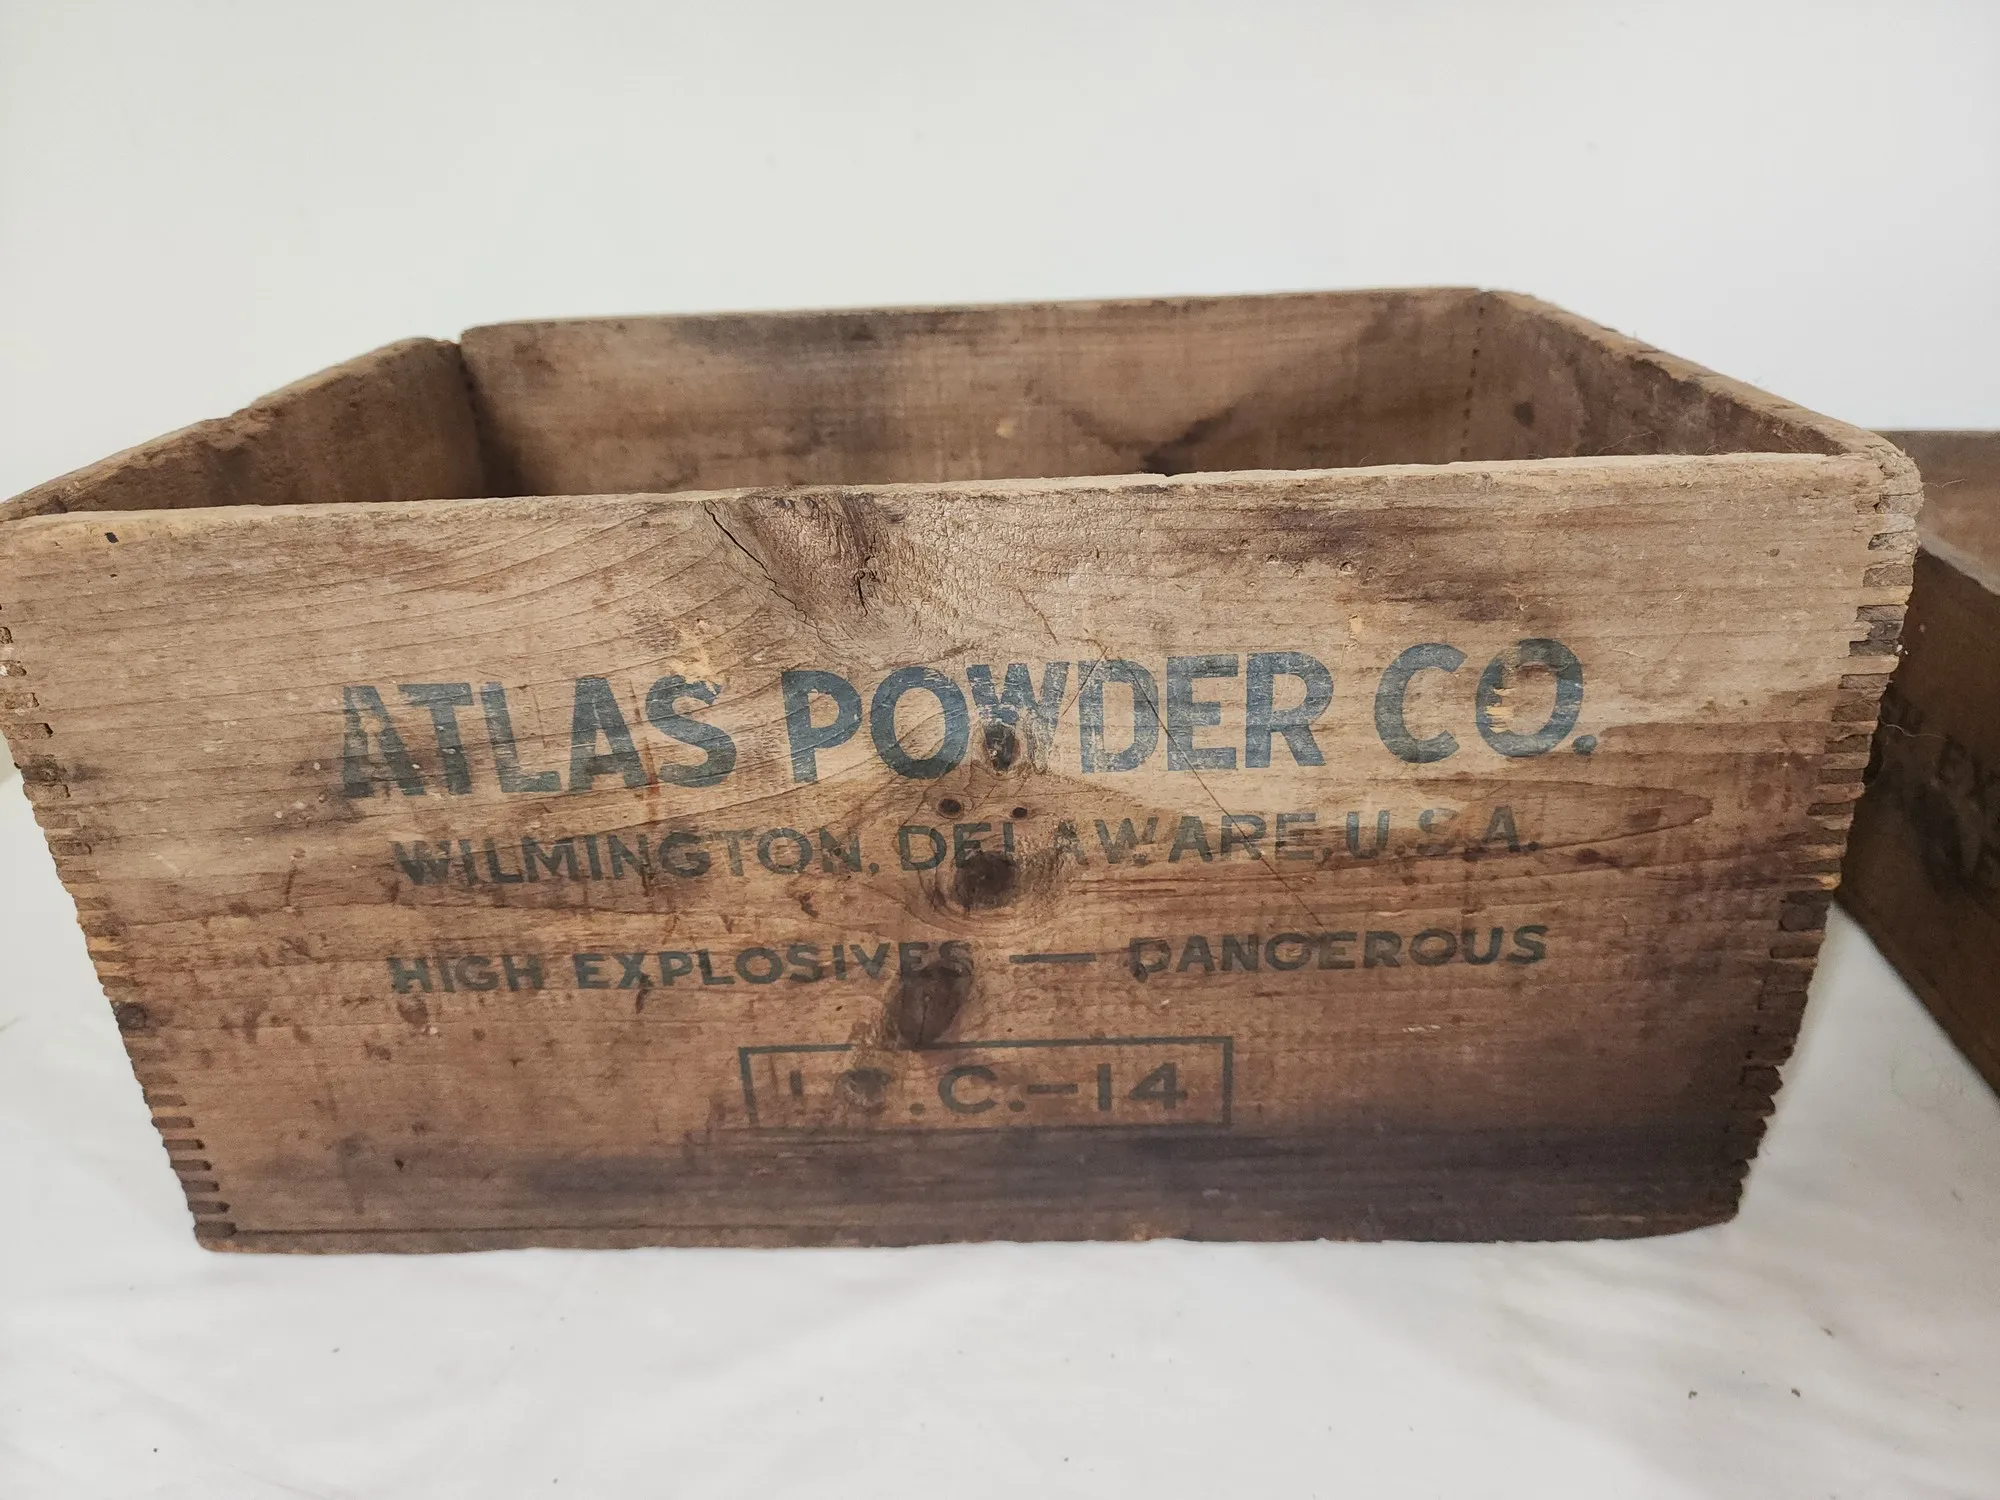 ATLAS POWDER CO.
WILMINGTON, DELAWARE, U.S.A.
HIGH EXPLOSIVES — DANGEROUS
I.C.C.-14